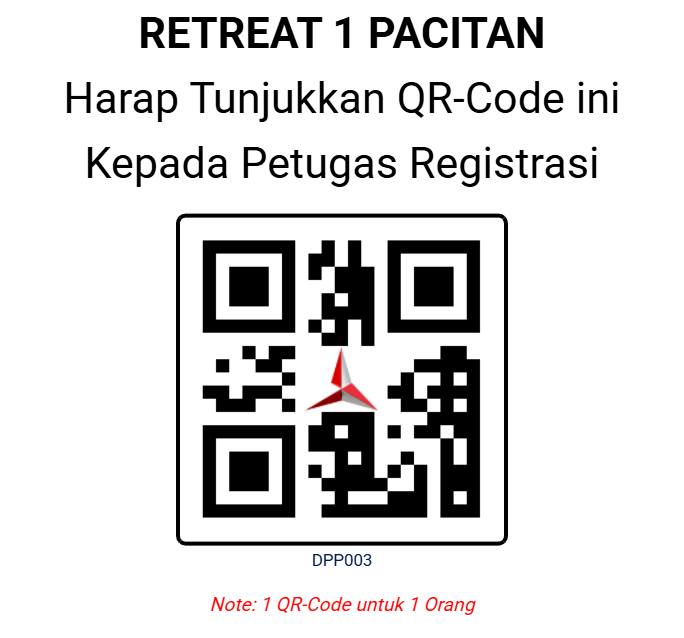 RETREAT 1 PACITAN
Harap Tunjukkan QR-Code ini
Kepada Petugas Registrasi
DPP003
Note: 1 QR-Code untuk 1 Orang